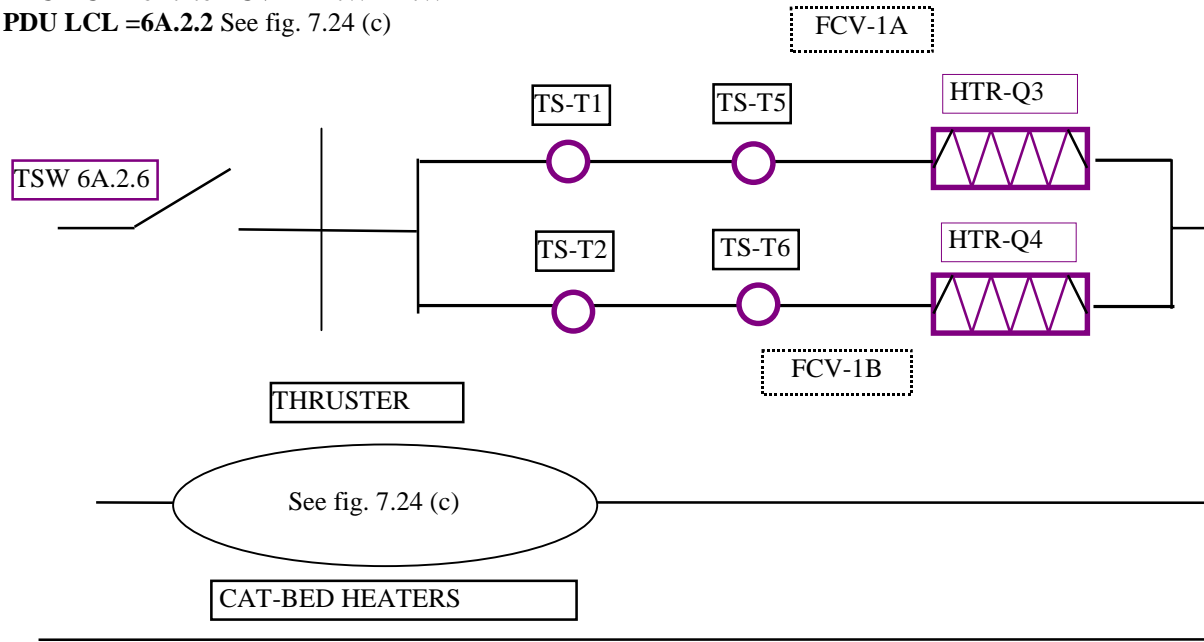 PDU LCL =6A.2.2 See fig. 7.24 (c)
FCV-1A
TS-T1
TS-T5
HTR-Q3
TSW 6A.2.6
TS-T2
TS-T6
HTR-Q4
FCV-1B
THRUSTER
See fig. 7.24 (c)
CAT-BED HEATERS